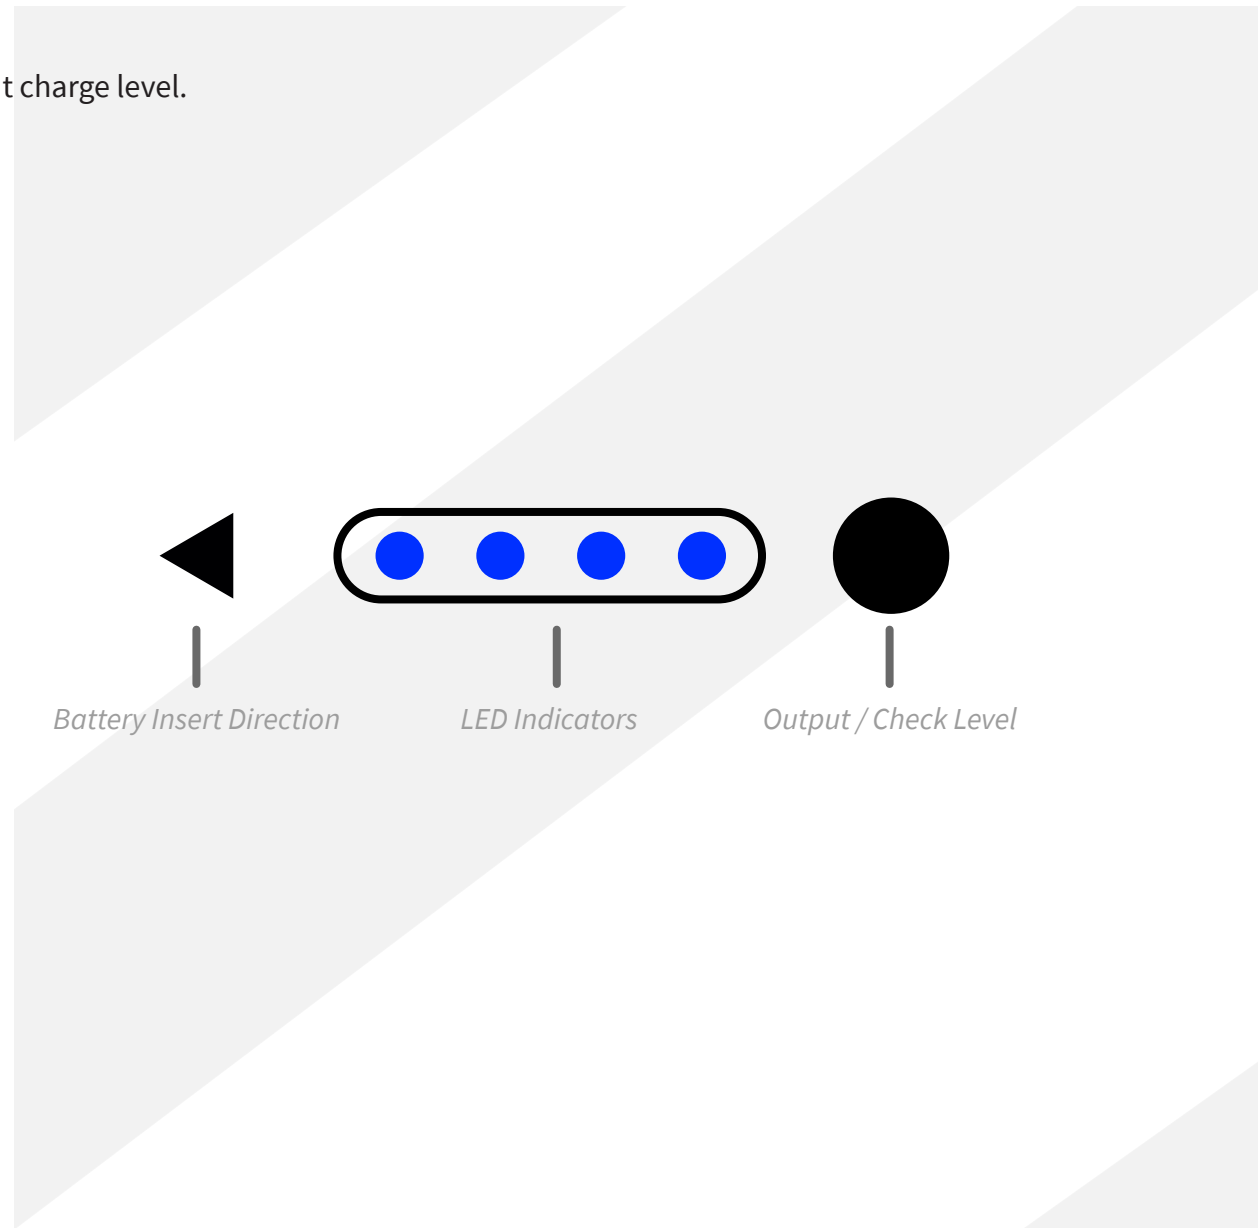 t charge level.
Battery Insert Direction
LED Indicators
Output / Check Level